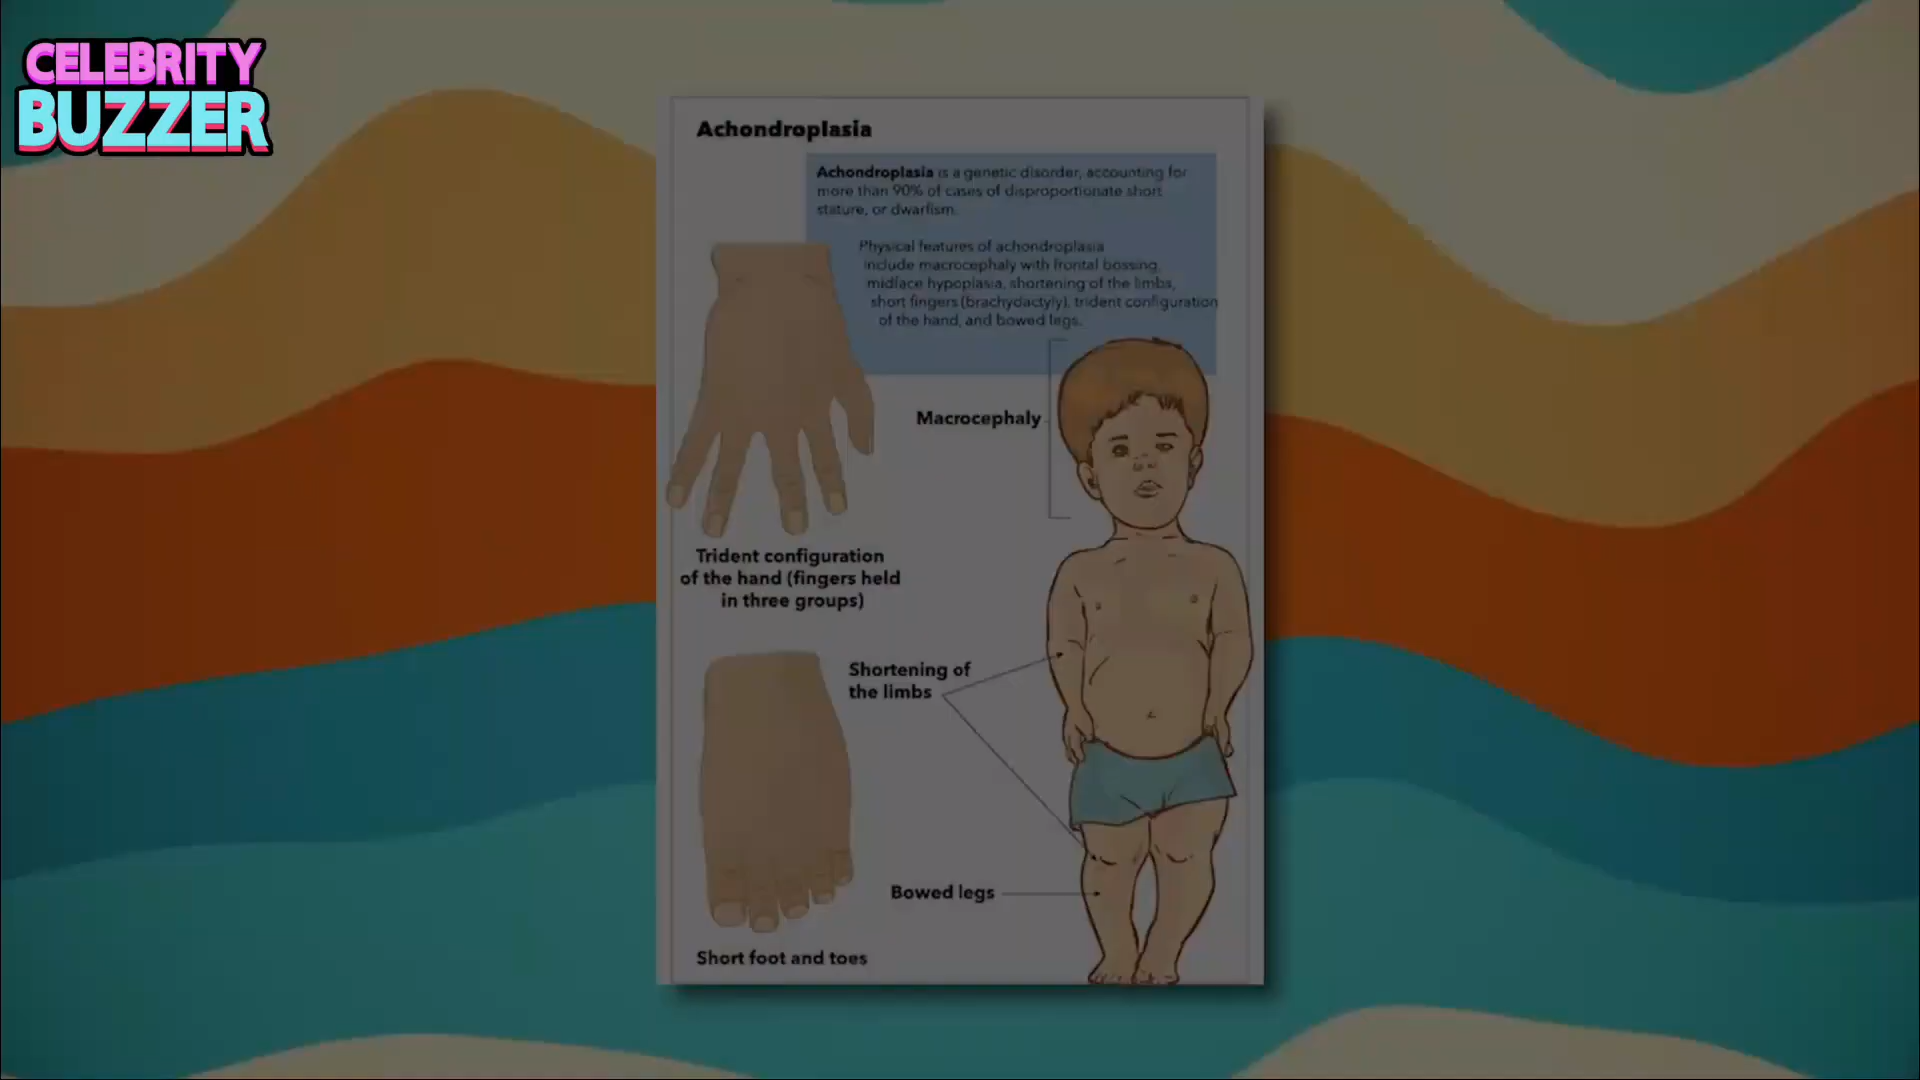 CELEBRITY
BUZZER
Achondroplasia
Achondroplasia is a genetic disorder, accounting for
more than 90% of cases of disproportionate short
stature, or dwarfism.
Physical features of achondroplasia
include macrocephaly with frontal bossing,
midface hypoplasia, shortening of the limbs,
short fingers (brachydactyly), trident configuration
of the hand, and bowed legs.
Macrocephaly
Trident configuration
of the hand (fingers held
in three groups)
Shortening of
the limbs
Bowed legs
Short foot and toes